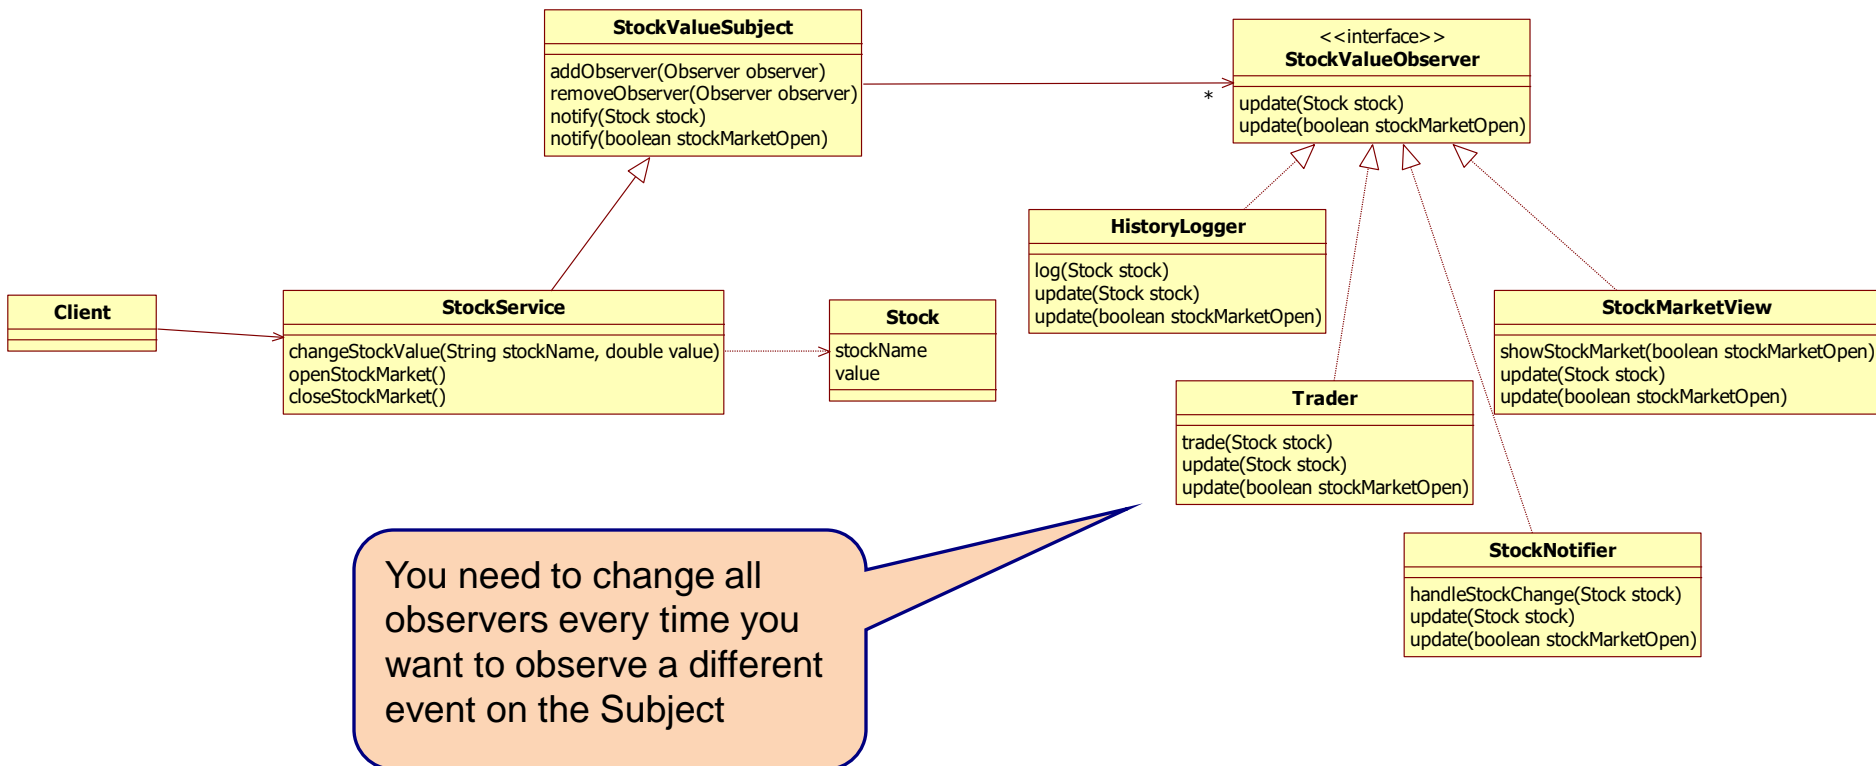 StockValueSubject
addObserver(Observer observer)
removeObserver(Observer observer)
notify(Stock stock)
notify(boolean stockMarketOpen)
*
<<interface>>
StockValueObserver
update(Stock stock)
update(boolean stockMarketOpen)
HistoryLogger
log(Stock stock)
update(Stock stock)
update(boolean stockMarketOpen)
Client
StockService
changeStockValue(String stockName, double value)
openStockMarket()
closeStockMarket()
Stock
stockName
value
StockMarketView
showStockMarket(boolean stockMarketOpen)
update(Stock stock)
update(boolean stockMarketOpen)
Trader
trade(Stock stock)
update(Stock stock)
update(boolean stockMarketOpen)
StockNotifier
handleStockChange(Stock stock)
update(Stock stock)
update(boolean stockMarketOpen)
You need to change all
observers every time you
want to observe a different
event on the Subject